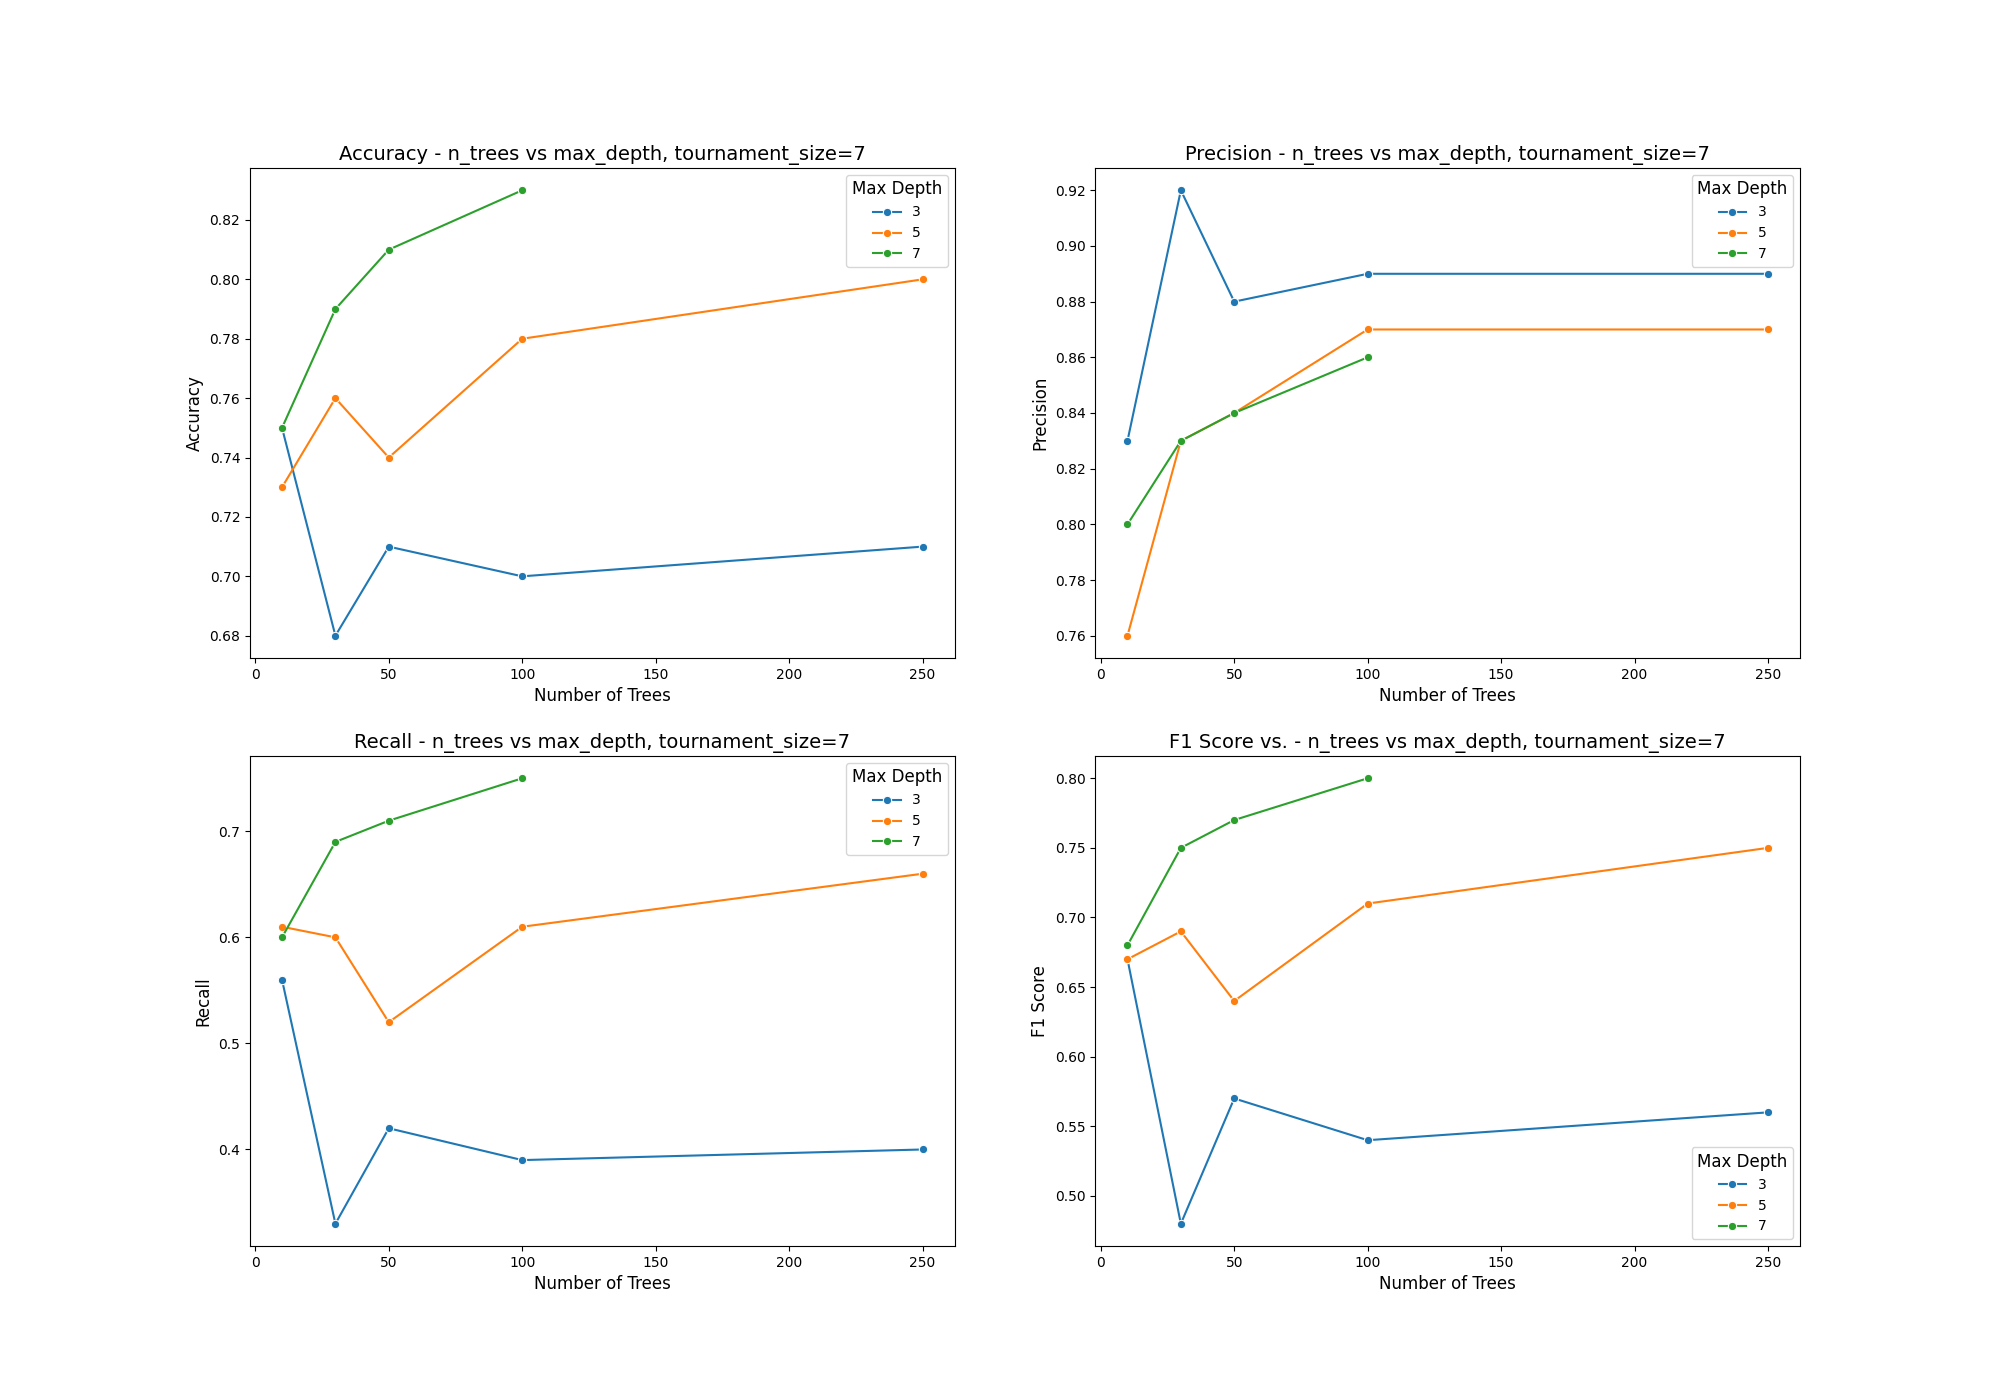 Accuracy - n_trees vs max_depth, tournament_size=7
Accuracy
0.82
0.80
0.78
0.76
0.74
0.72
0.70
0.68
0 50 100 150 200 250
Number of Trees
Max Depth
3
5
7
Precision - n_trees vs max_depth, tournament_size=7
Precision
0.92
0.90
0.88
0.86
0.84
0.82
0.80
0.78
0.76
0 50 100 150 200 250
Number of Trees
Max Depth
3
5
7
Recall - n_trees vs max_depth, tournament_size=7
Recall
0.7
0.6
0.5
0.4
0 50 100 150 200 250
Number of Trees
Max Depth
3
5
7
F1 Score vs. - n_trees vs max_depth, tournament_size=7
F1 Score
0.80
0.75
0.70
0.65
0.60
0.55
0.50
0 50 100 150 200 250
Number of Trees
Max Depth
3
5
7